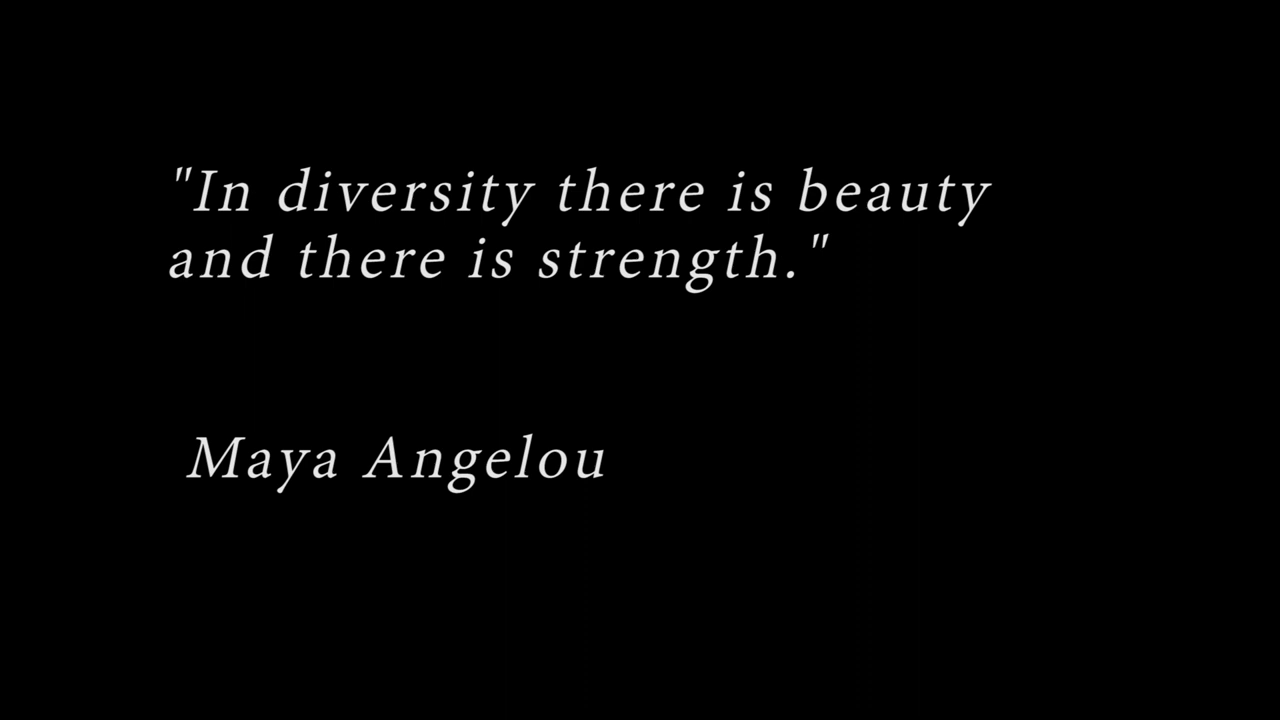 "In diversity there is beauty
and there is strength."
Maya Angelou